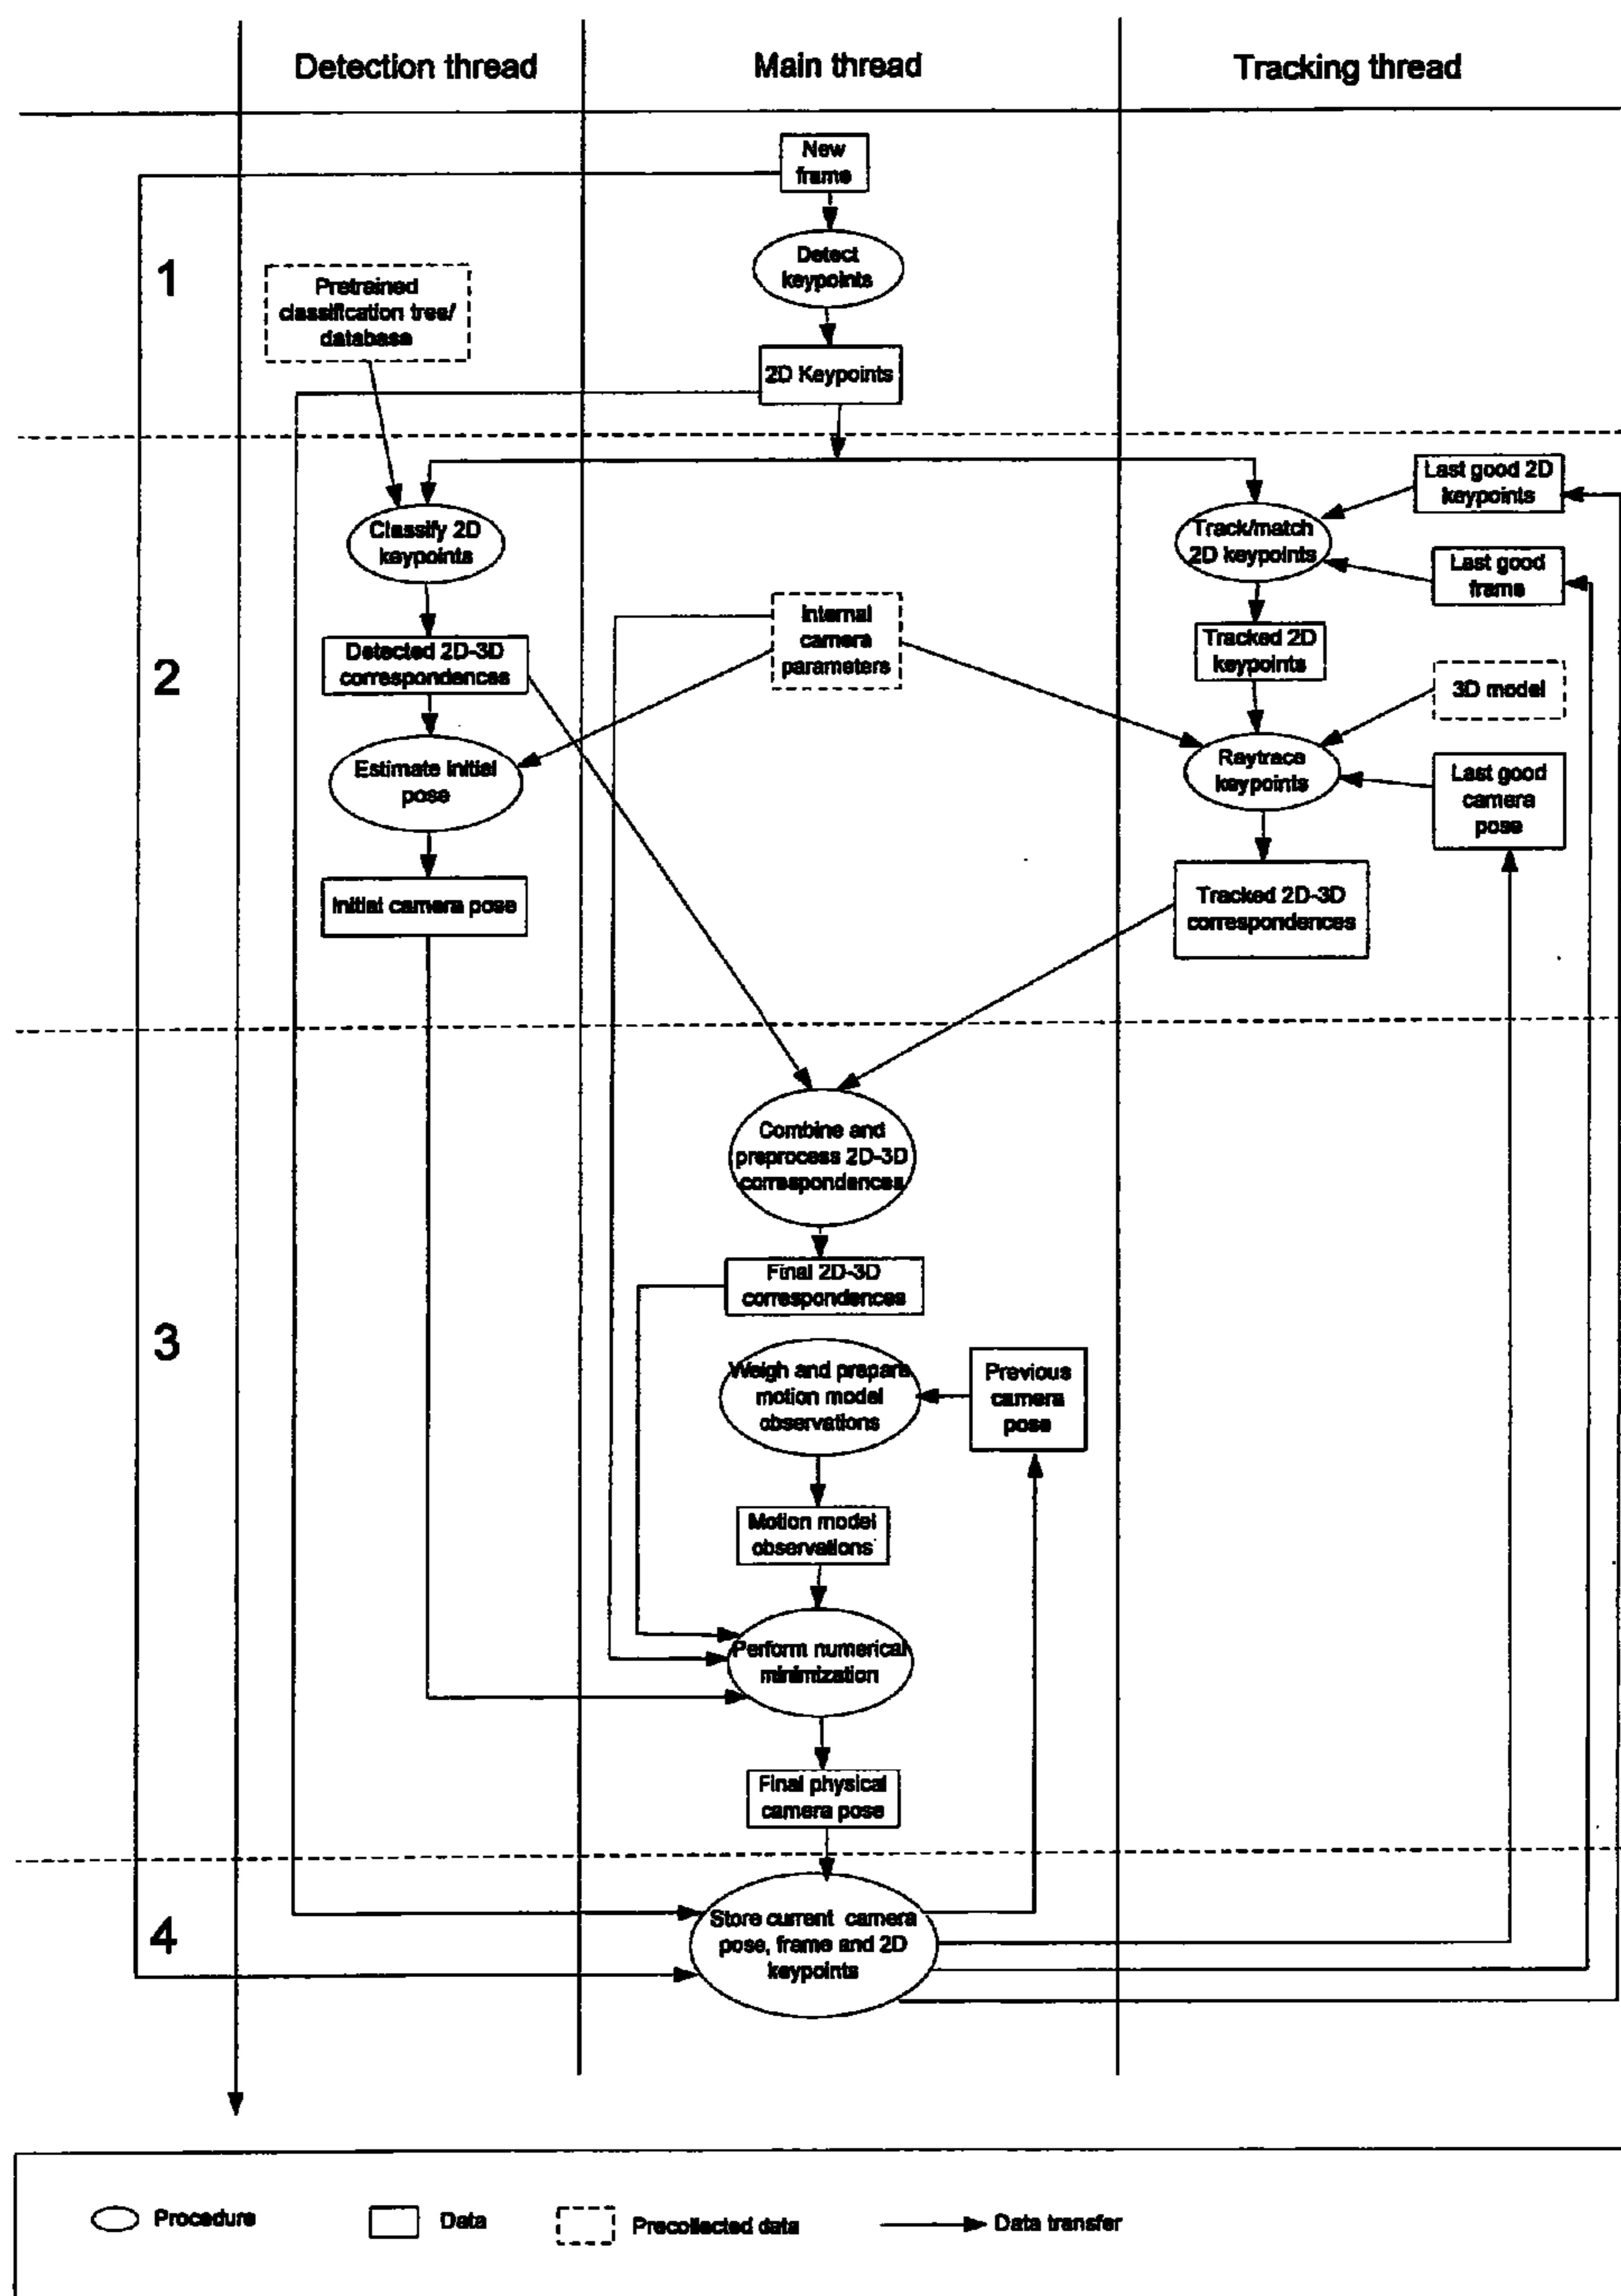 Detection thread
Main thread
Tracking thread
New
frame
1
Detect
keypoints
Pretrained
classification tree/
database
2D Keypoints
2
Classify 2D
keypoints
Track/match
2D keypoints
Last good 2D
keypoints
Last good
frame
Detected 2D-3D
correspondences
Internal
camera
parameters
Tracked 2D
keypoints
3D model
Estimate initial
pose
Raytrace
keypoints
Last good
camera
pose
Initial camera pose
Tracked 2D-3D
correspondences
3
Combine and
preprocess 2D-3D
correspondences
Final 2D-3D
correspondences
Weigh and prepare
motion model
observations
Previous
camera
pose
Motion model
observations
Perform numerical
minimization
Final physical
camera pose
4
Store current camera
pose, frame and 2D
keypoints
Procedure
Data
Precollected data
Data transfer